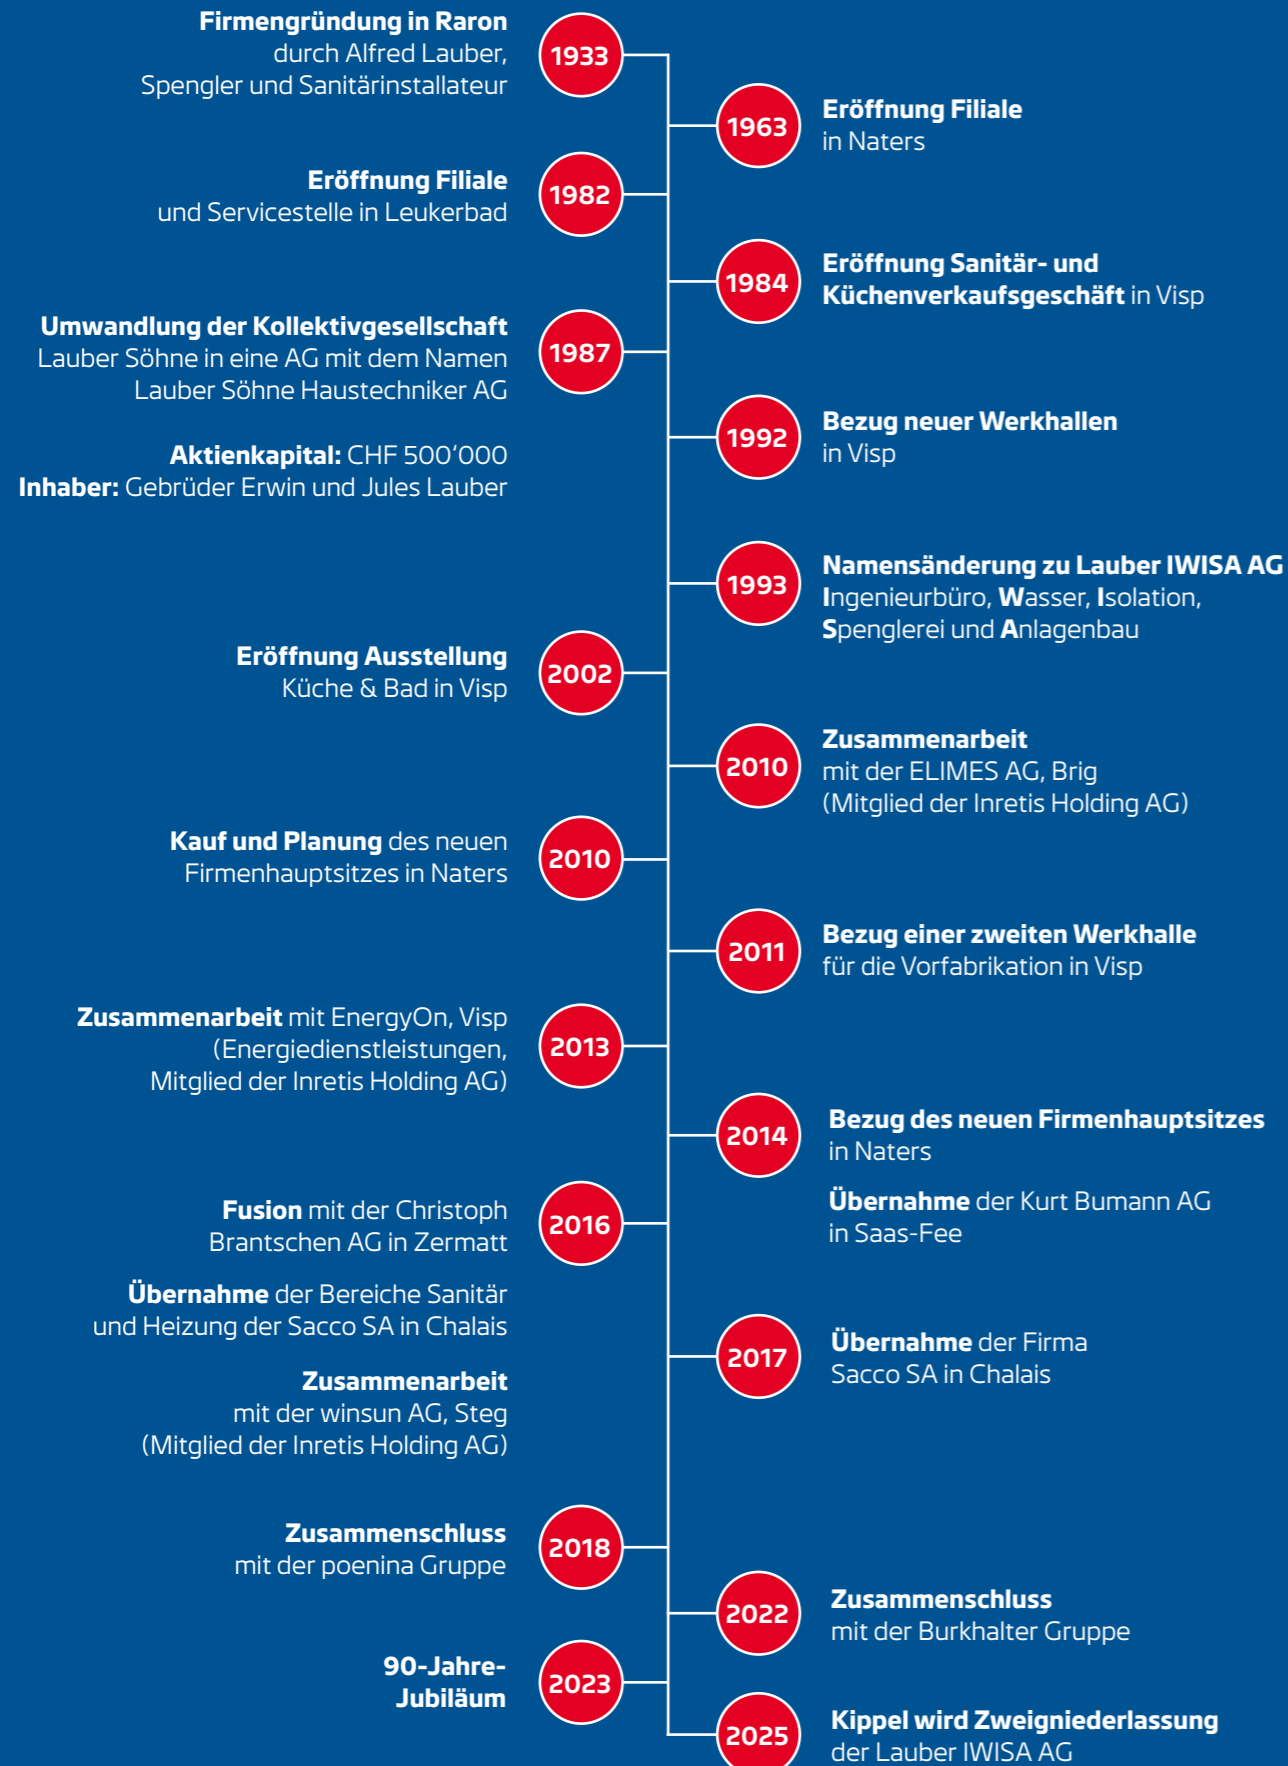 Firmengründung in Raron
durch Alfred Lauber,
Spengler und Sanitärinstallateur
1933
1963
Eröffnung Filiale
in Naters
Eröffnung Filiale
und Servicestelle in Leukerbad
1982
1984
Eröffnung Sanitär- und
Küchenverkaufsgeschäft in Visp
Umwandlung der Kollektivgesellschaft
Lauber Söhne in eine AG mit dem Namen
Lauber Söhne Haustechniker AG
1987
Aktienkapital: CHF 500‘000
Inhaber: Gebrüder Erwin und Jules Lauber
1992
Bezug neuer Werkhallen
in Visp
1993
Namensänderung zu Lauber IWISA AG
Ingenieurbüro, Wasser, Isolation,
Spenglerei und Anlagenbau
Eröffnung Ausstellung
Küche & Bad in Visp
2002
2010
Zusammenarbeit
mit der ELIMES AG, Brig
(Mitglied der Inretis Holding AG)
Kauf und Planung des neuen
Firmenhauptsitzes in Naters
2010
2011
Bezug einer zweiten Werkhalle
für die Vorfabrikation in Visp
Zusammenarbeit mit EnergyOn, Visp
(Energiedienstleistungen,
Mitglied der Inretis Holding AG)
2013
2014
Bezug des neuen Firmenhauptsitzes
in Naters
Übernahme der Kurt Bumann AG
in Saas-Fee
Fusion mit der Christoph
Brantschen AG in Zermatt
2016
Übernahme der Bereiche Sanitär
und Heizung der Sacco SA in Chalais
Zusammenarbeit
mit der winsun AG, Steg
(Mitglied der Inretis Holding AG)
2017
Übernahme der Firma
Sacco SA in Chalais
Zusammenschluss
mit der poenina Gruppe
2018
2022
Zusammenschluss
mit der Burkhalter Gruppe
90-Jahre-
Jubiläum
2023
2025
Kippel wird Zweigniederlassung
der Lauber IWISA AG